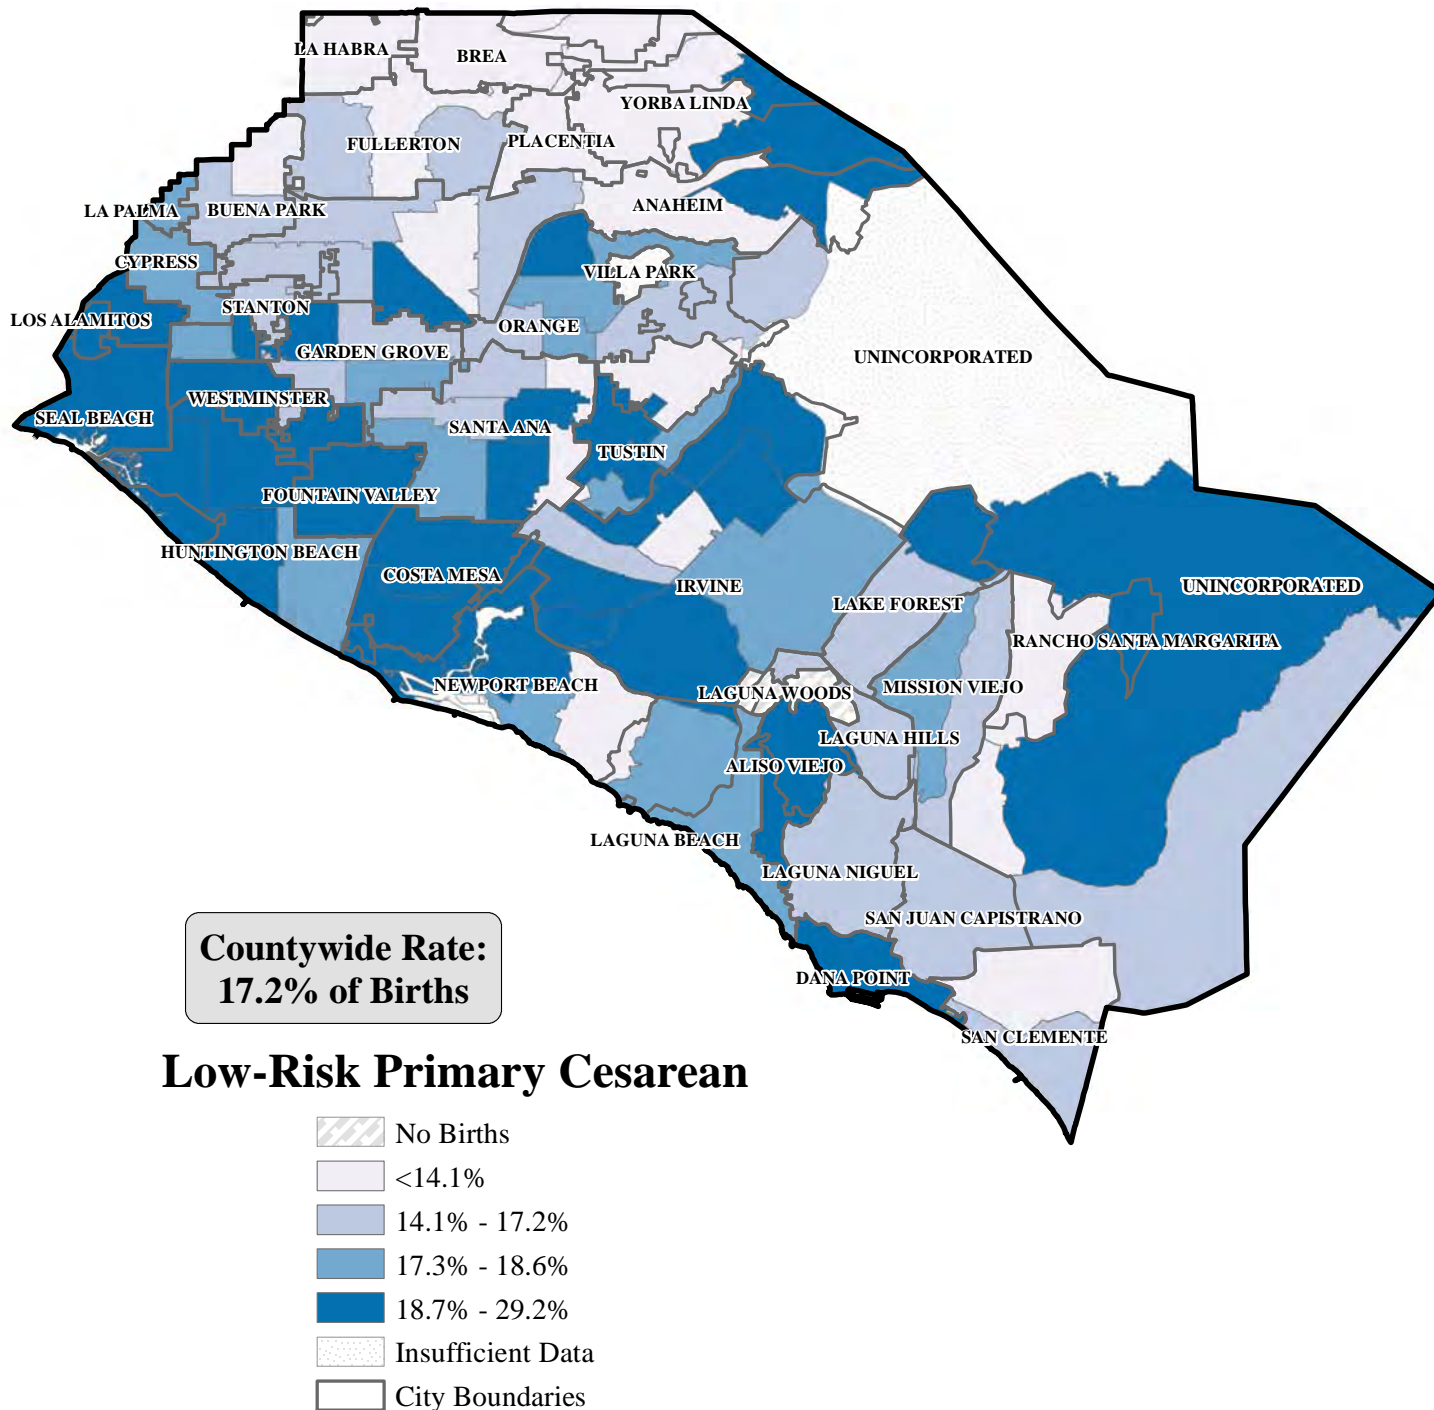 LA HABRA
BREA
YORBA LINDA
FULLERTON
PLACENTIA
LA PALMA
BUENA PARK
ANAHEIM
CYPRESS
VILLA PARK
STANTON
LOS ALAMITOS
ORANGE
GARDEN GROVE
UNINCORPORATED
WESTMINSTER
SEAL BEACH
SANTA ANA
TUSTIN
FOUNTAIN VALLEY
HUNTINGTON BEACH
COSTA MESA
IRVINE
UNINCORPORATED
LAKE FOREST
RANCHO SANTA MARGARITA
NEWPORT BEACH
LAGUNA WOODS
MISSION VIEJO
LAGUNA HILLS
ALISO VIEJO
LAGUNA BEACH
LAGUNA NIGUEL
SAN JUAN CAPISTRANO
DANA POINT
SAN CLEMENTE
Countywide Rate:
17.2% of Births
Low-Risk Primary Cesarean
No Births
<14.1%
14.1% - 17.2%
17.3% - 18.6%
18.7% - 29.2%
Insufficient Data
City Boundaries